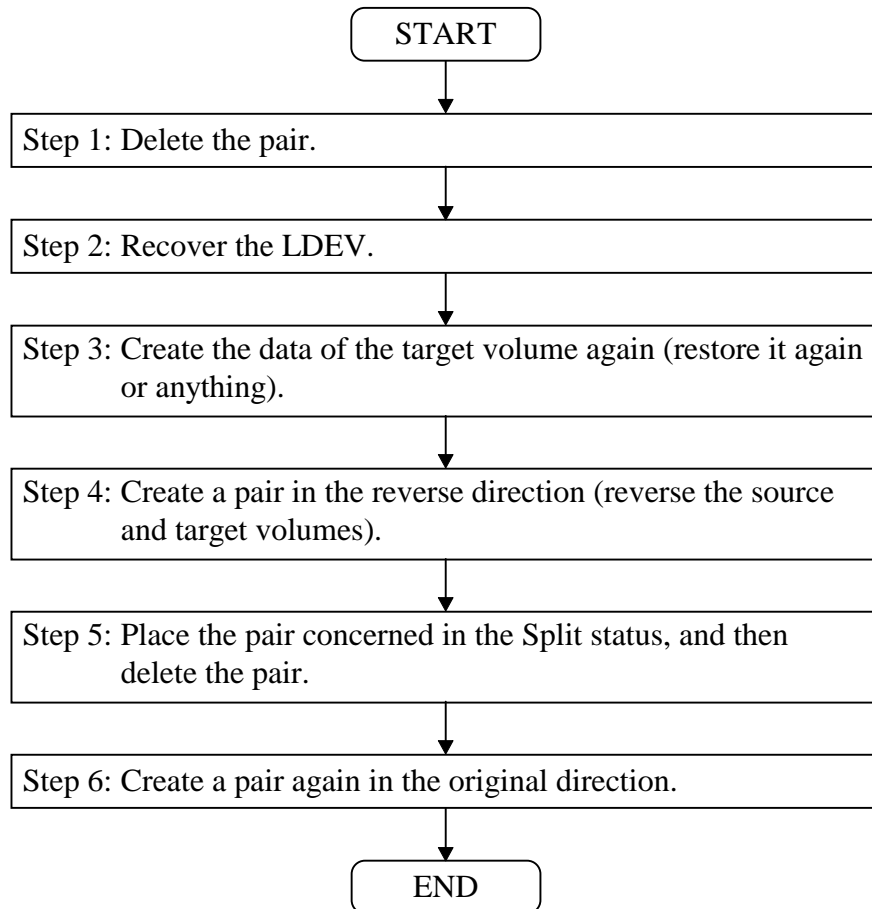 START
Step 1: Delete the pair.
Step 2: Recover the LDEV.
Step 3: Create the data of the target volume again (restore it again
or anything).
Step 4: Create a pair in the reverse direction (reverse the source
and target volumes).
Step 5: Place the pair concerned in the Split status, and then
delete the pair.
Step 6: Create a pair again in the original direction.
END